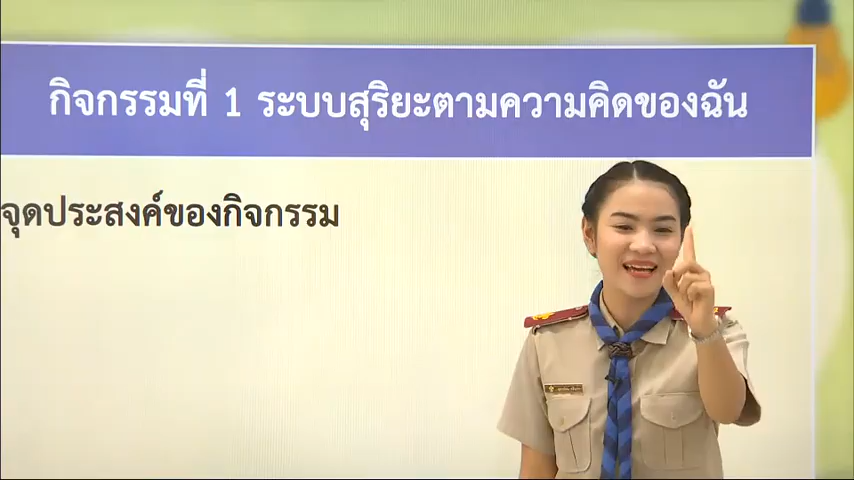 กิจกรรมที่ 1 ระบบสุริยะตามความคิดของฉัน
จุดประสงค์ของกิจกรรม